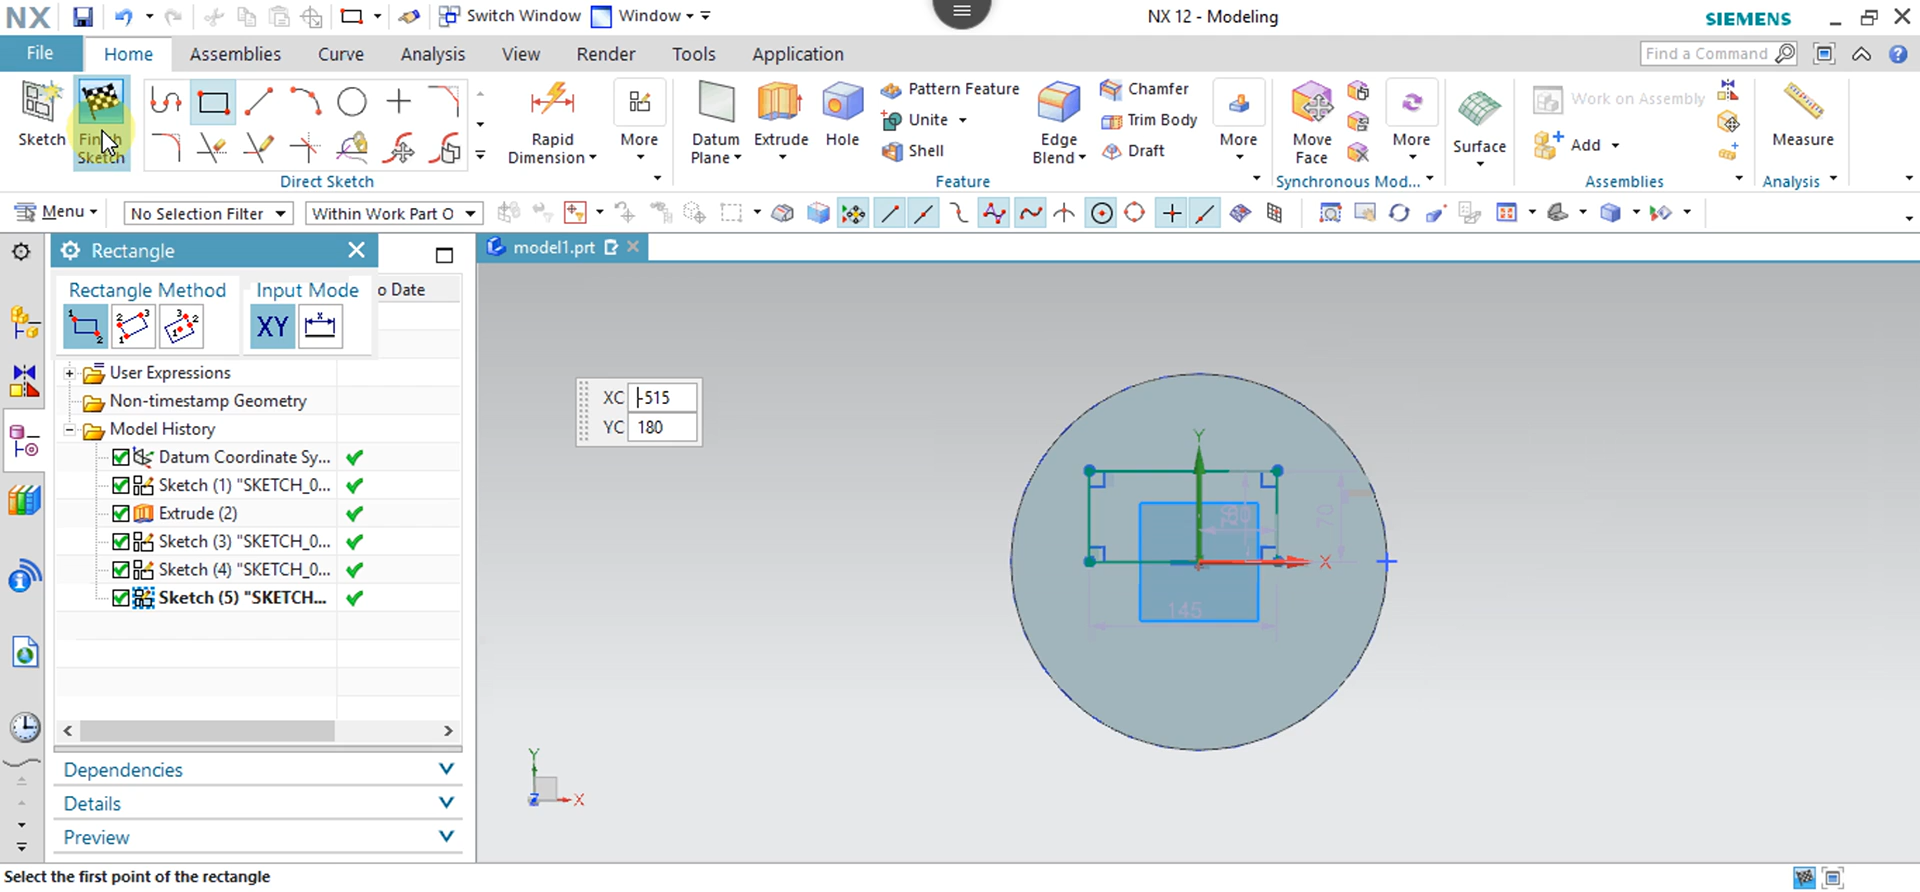 NX
Switch Window
Window
NX 12 - Modeling
SIEMENS
File
Home
Assemblies
Curve
Analysis
View
Render
Tools
Application
Find a Command
Sketch
Finish Sketch
Direct Sketch
Rapid Dimension
More
Datum Plane
Extrude
Hole
Pattern Feature
Unite
Shell
Edge Blend
Chamfer
Trim Body
Draft
More
Feature
Move Face
More
Synchronous Mod...
Surface
Work on Assembly
Add
Assemblies
Measure
Analysis
Menu
No Selection Filter
Within Work Part O
Rectangle
model1.prt
Rectangle Method
Input Mode
o Date
XY
User Expressions
Non-timestamp Geometry
Model History
Datum Coordinate Sy...
Sketch (1) "SKETCH_0...
Extrude (2)
Sketch (3) "SKETCH_0...
Sketch (4) "SKETCH_0...
Sketch (5) "SKETCH...
XC -515
YC 180
Y
70
X
145
Y
X
Z
Dependencies
Details
Preview
Select the first point of the rectangle